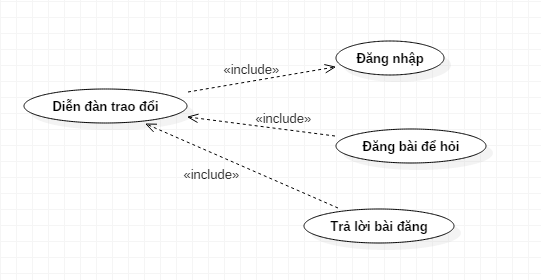 Đăng nhập
«include»
Diễn đàn trao đổi
«include»
Đăng bài để hỏi
«include»
Trả lời bài đăng